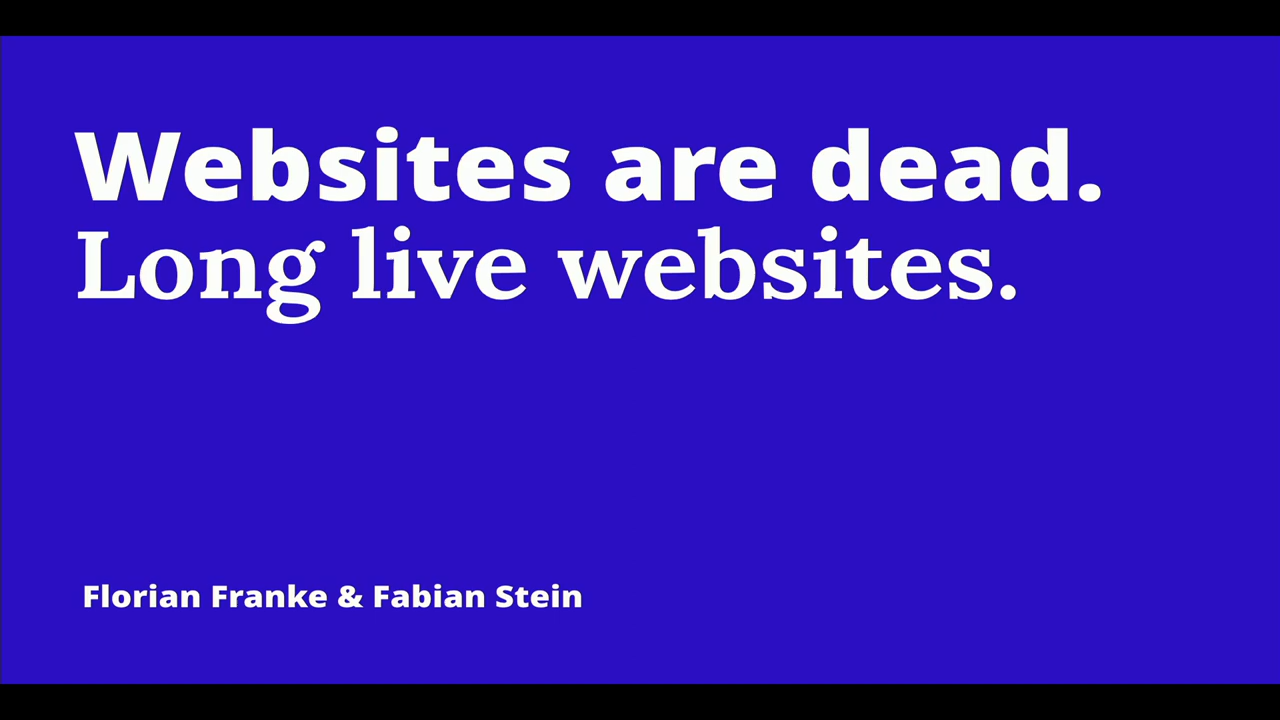 Websites are dead.
Long live websites.
Florian Franke & Fabian Stein